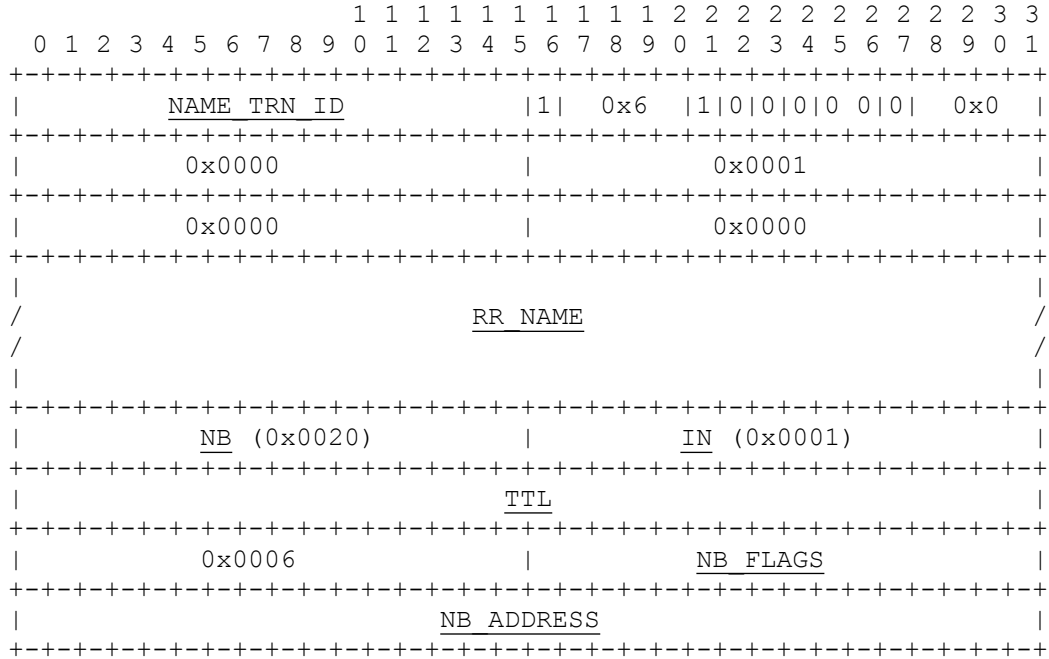 1 1 1 1 1 1 1 1 1 1 2 2 2 2 2 2 2 2 2 2 3 3
  0 1 2 3 4 5 6 7 8 9 0 1 2 3 4 5 6 7 8 9 0 1 2 3 4 5 6 7 8 9 0 1
+-+-+-+-+-+-+-+-+-+-+-+-+-+-+-+-+-+-+-+-+-+-+-+-+-+-+-+-+-+-+-+-+
|         NAME_TRN_ID           |1|  0x6  |1|0|0|0|0 0|0|  0x0  |
+-+-+-+-+-+-+-+-+-+-+-+-+-+-+-+-+-+-+-+-+-+-+-+-+-+-+-+-+-+-+-+-+
|          0x0000               |           0x0001              |
+-+-+-+-+-+-+-+-+-+-+-+-+-+-+-+-+-+-+-+-+-+-+-+-+-+-+-+-+-+-+-+-+
|          0x0000               |           0x0000              |
+-+-+-+-+-+-+-+-+-+-+-+-+-+-+-+-+-+-+-+-+-+-+-+-+-+-+-+-+-+-+-+-+
|                                                               |
/                            RR_NAME                            /
/                                                               /
|                                                               |
+-+-+-+-+-+-+-+-+-+-+-+-+-+-+-+-+-+-+-+-+-+-+-+-+-+-+-+-+-+-+-+-+
|           NB (0x0020)         |         IN (0x0001)           |
+-+-+-+-+-+-+-+-+-+-+-+-+-+-+-+-+-+-+-+-+-+-+-+-+-+-+-+-+-+-+-+-+
|                              TTL                              |
+-+-+-+-+-+-+-+-+-+-+-+-+-+-+-+-+-+-+-+-+-+-+-+-+-+-+-+-+-+-+-+-+
|           0x0006              |          NB_FLAGS             |
+-+-+-+-+-+-+-+-+-+-+-+-+-+-+-+-+-+-+-+-+-+-+-+-+-+-+-+-+-+-+-+-+
|                          NB_ADDRESS                           |
+-+-+-+-+-+-+-+-+-+-+-+-+-+-+-+-+-+-+-+-+-+-+-+-+-+-+-+-+-+-+-+-+